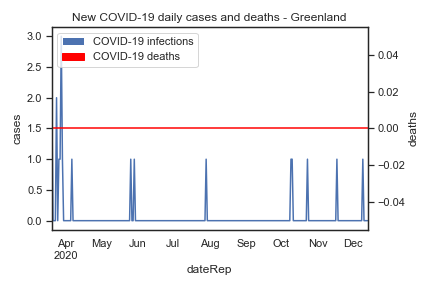 New COVID-19 daily cases and deaths - Greenland
COVID-19 infections
COVID-19 deaths
3.0
2.5
2.0
1.5
1.0
0.5
0.0
cases
0.04
0.02
0.00
−0.02
−0.04
deaths
Apr May Jun Jul Aug Sep Oct Nov Dec
2020
dateRep